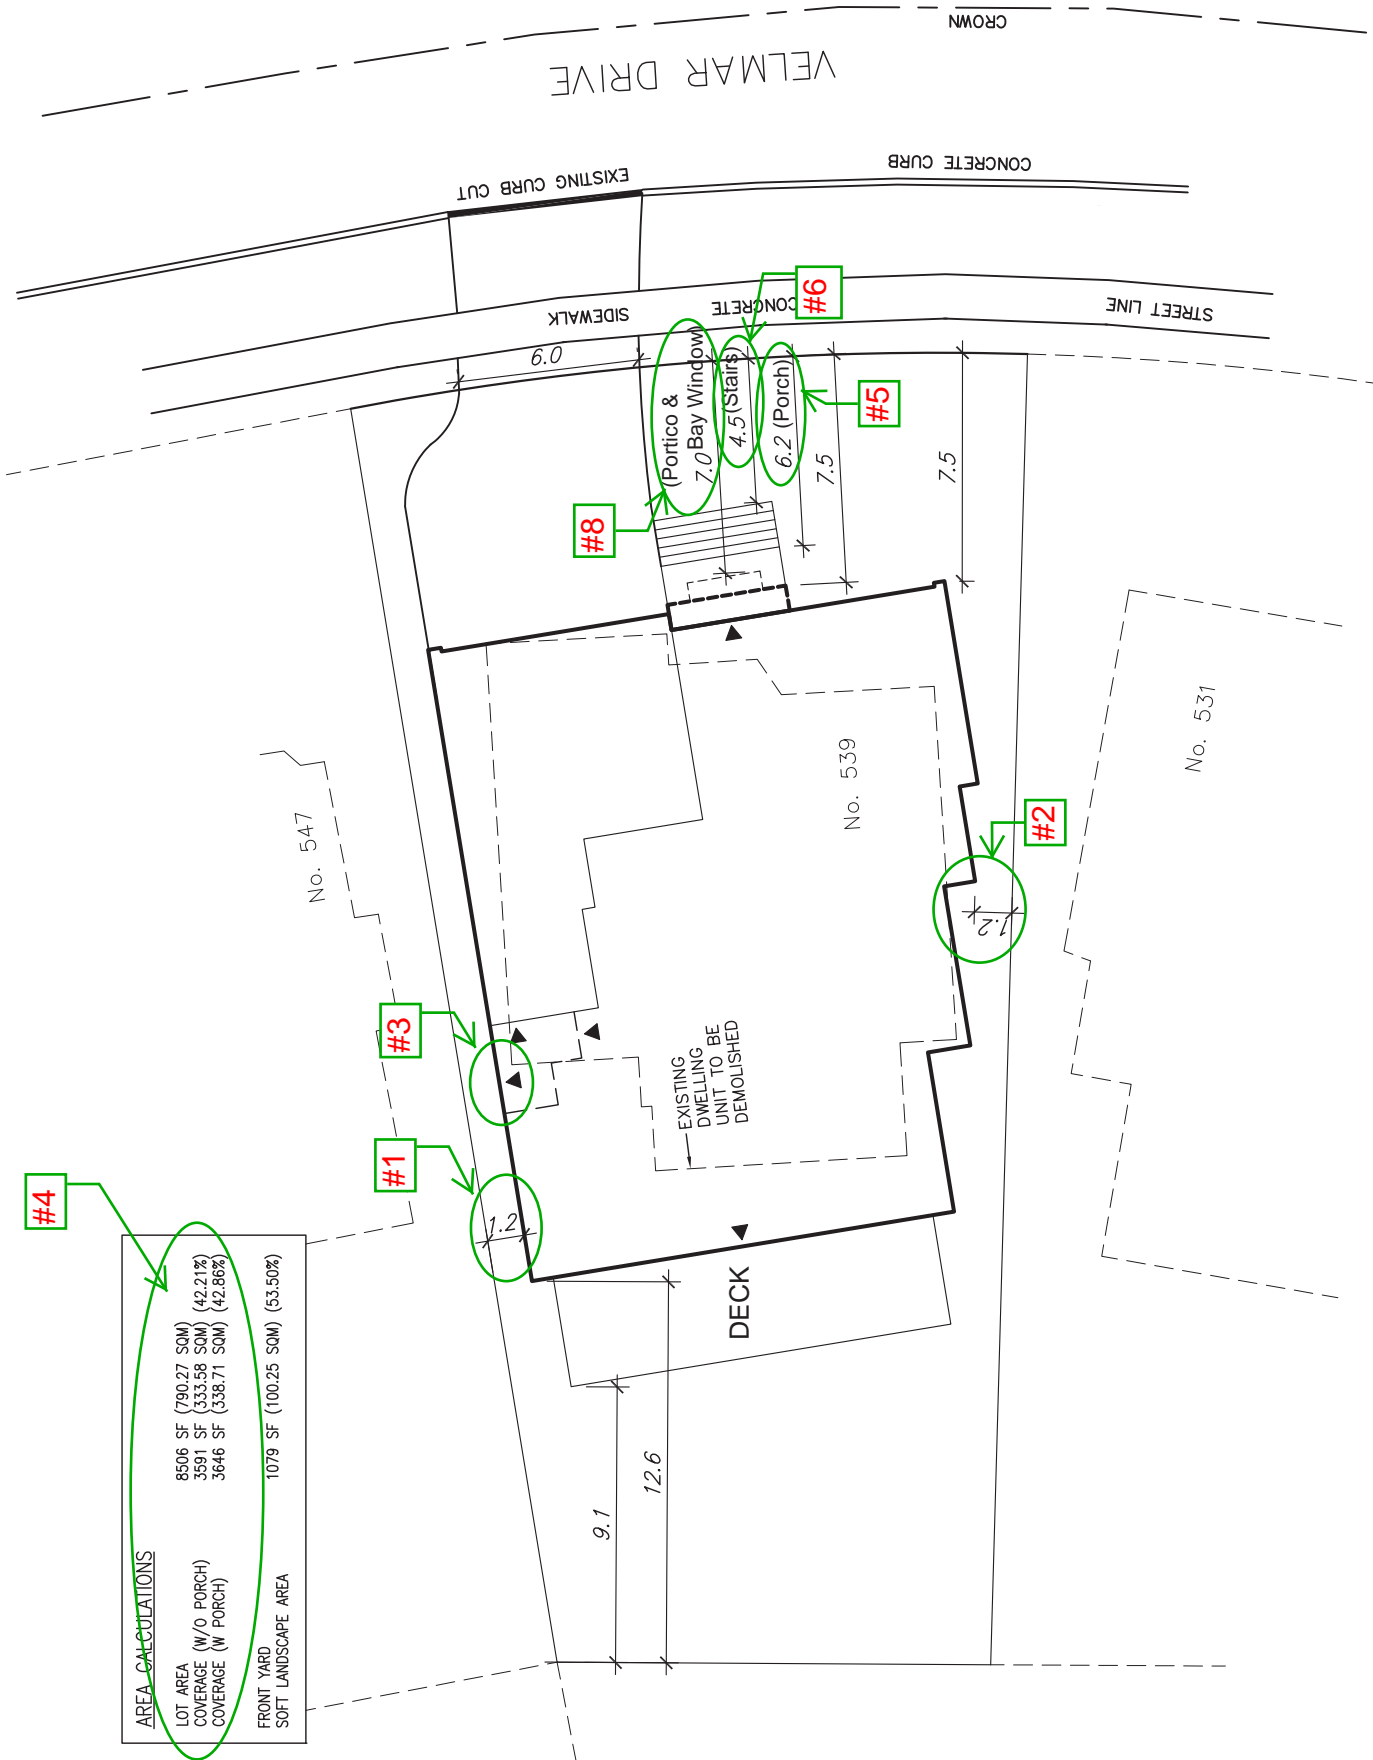 CROWN
VELMAR DRIVE
CONCRETE CURB
EXISTING CURB CUT
STREET LINE
CONCRETE
SIDEWALK
#6
6.0
(Portico &
Bay Window)
7.0
4.5 (Stairs)
6.2 (Porch)
#5
7.5
7.5
#8
No. 531
No. 539
No. 547
#2
1.2
#3
EXISTING
DWELLING
UNIT TO BE
DEMOLISHED
#1
1.2
#4
DECK
12.6
9.1
AREA CALCULATIONS
LOT AREA 8506 SF (790.27 SQM)
COVERAGE (W/O PORCH) 3591 SF (333.58 SQM) (42.21%)
COVERAGE (W PORCH) 3646 SF (338.71 SQM) (42.86%)
FRONT YARD
SOFT LANDSCAPE AREA 1079 SF (100.25 SQM) (53.50%)